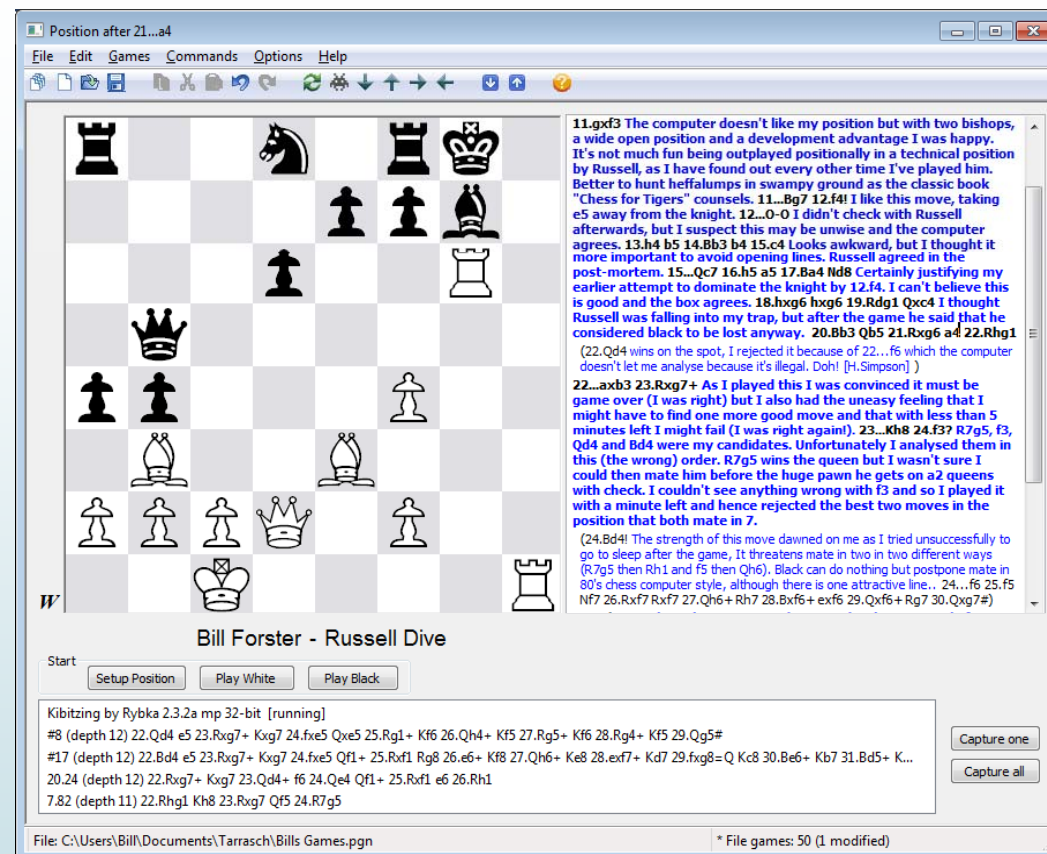 Position after 21...a4
File Edit Games Commands Options Help
11.gxf3 The computer doesn't like my position but with two bishops,
a wide open position and a development advantage I was happy.
It's not much fun being outplayed positionally in a technical position
by Russell, as I have found out every other time I've played him.
Better to hunt heffalumps in swampy ground as the classic book
"Chess for Tigers" counsels. 11...Bg7 12.f4! I like this move, taking
e5 away from the knight. 12...O-O I didn't check with Russell
afterwards, but I suspect this may be unwise and the computer
agrees. 13.h4 b5 14.Bb3 b4 15.c4 Looks awkward, but I thought it
more important to avoid opening lines. Russell agreed in the
post-mortem. 15...Qc7 16.h5 a5 17.Ba4 Nd8 Certainly justifying my
earlier attempt to dominate the knight by 12.f4. I can't believe this
is good and the box agrees. 18.hxg6 hxg6 19.Rdg1 Qxc4 I thought
Russell was falling into my trap, but after the game he said that he
considered black to be lost anyway. 20.Bb3 Qb5 21.Rxg6 a4 22.Rhg1
(22.Qd4 wins on the spot, I rejected it because of 22...f6 which the computer
doesn't let me analyse because it's illegal. Doh! [H.Simpson] )
22...axb3 23.Rxg7+ As I played this I was convinced it must be
game over (I was right) but I also had the uneasy feeling that I
might have to find one more good move and that with less than 5
minutes left I might fail (I was right again!). 23...Kh8 24.f3? R7g5, f3,
Qd4 and Bd4 were my candidates. Unfortunately I analysed them in
this (the wrong) order. R7g5 wins the queen but I wasn't sure I
could then mate him before the huge pawn he gets on a2 queens
with check. I couldn't see anything wrong with f3 and so I played it
with a minute left and hence rejected the best two moves in the
position that both mate in 7.
(24.Bd4! The strength of this move dawned on me as I tried unsuccessfully to
go to sleep after the game, It threatens mate in two in two different ways
(R7g5 then Rh1 and f5 then Qh6). Black can do nothing but postpone mate in
80's chess computer style, although there is one attractive line.. 24...f6 25.f5
Nf7 26.Rxf7 Rxf7 27.Qh6+ Rh7 28.Bxf6+ exf6 29.Qxf6+ Rg7 30.Qxg7#)
W
Bill Forster - Russell Dive
Start
Setup Position Play White Play Black
Kibitzing by Rybka 2.3.2a mp 32-bit [running]
#8 (depth 12) 22.Qd4 e5 23.Rxg7+ Kxg7 24.fxe5 Qxe5 25.Rg1+ Kf6 26.Qh4+ Kf5 27.Rg5+ Kf6 28.Rg4+ Kf5 29.Qg5#
#17 (depth 12) 22.Bd4 e5 23.Rxg7+ Kxg7 24.fxe5 Qf1+ 25.Rxf1 Rg8 26.e6+ Kf8 27.Qh6+ Ke8 28.exf7+ Kd7 29.fxg8=Q Kc8 30.Be6+ Kb7 31.Bd5+ K...
20.24 (depth 12) 22.Rxg7+ Kxg7 23.Qd4+ f6 24.Qe4 Qf1+ 25.Rxf1 e6 26.Rh1
7.82 (depth 11) 22.Rhg1 Kh8 23.Rxg7 Qf5 24.R7g5
Capture one
Capture all
File: C:\Users\Bill\Documents\Tarrasch\Bills Games.pgn * File games: 50 (1 modified)